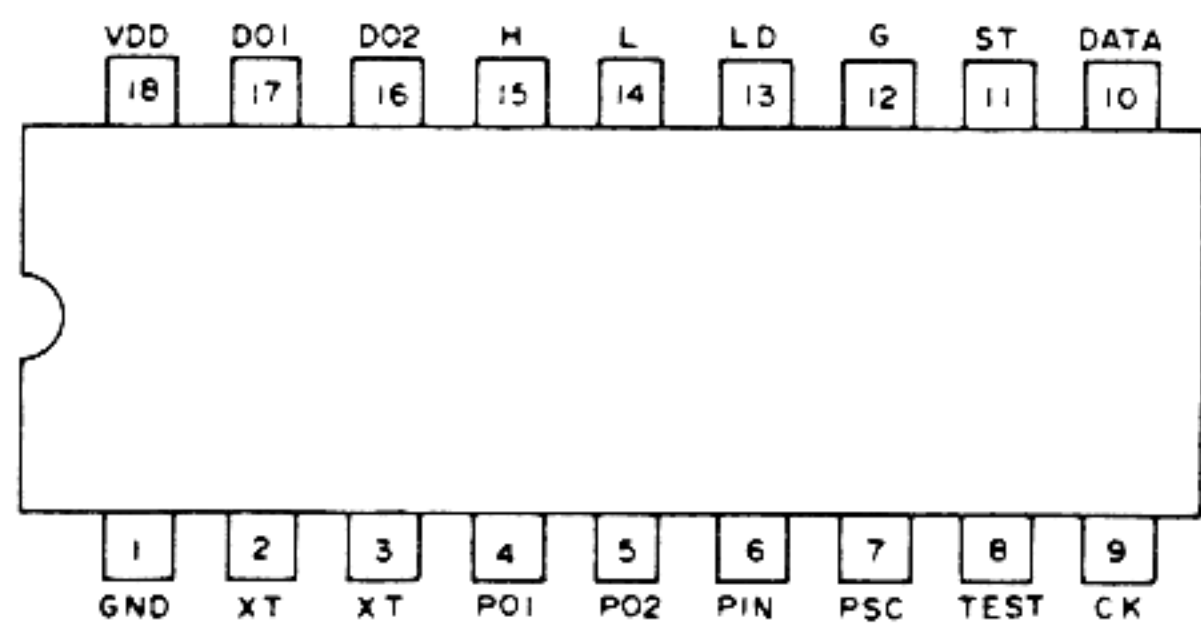 VDD DO1 DO2 H L LD G ST DATA
18 17 16 15 14 13 12 11 10
1 2 3 4 5 6 7 8 9
GND XT XT PO1 PO2 PIN PSC TEST CK